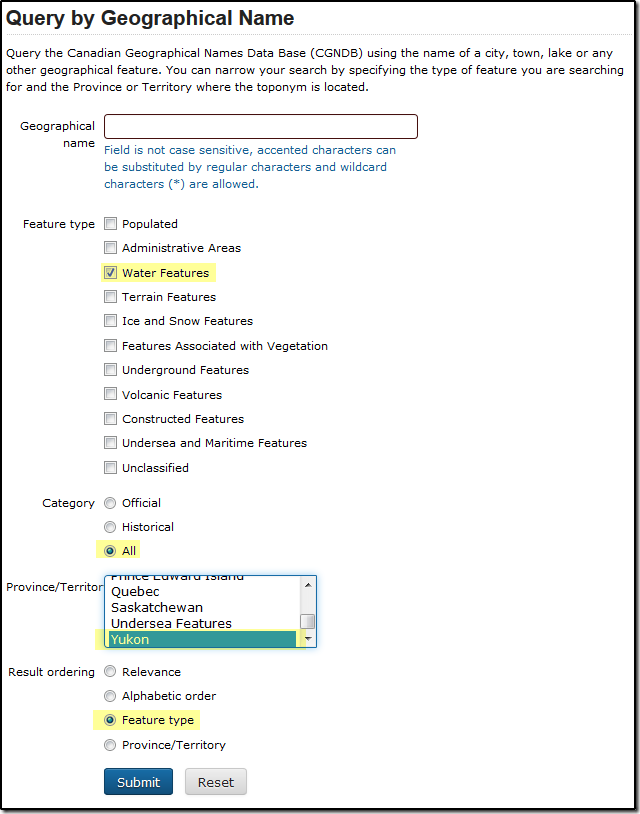 Query by Geographical Name
Query the Canadian Geographical Names Data Base (CGNDB) using the name of a city, town, lake or any
other geographical feature. You can narrow your search by specifying the type of feature you are searching
for and the Province or Territory where the toponym is located.
Geographical
name
Field is not case sensitive, accented characters can
be substituted by regular characters and wildcard
characters (*) are allowed.
Feature type
Populated
Administrative Areas
Water Features
Terrain Features
Ice and Snow Features
Features Associated with Vegetation
Underground Features
Volcanic Features
Constructed Features
Undersea and Maritime Features
Unclassified
Category
Official
Historical
All
Province/Territor
Prince Edward Island
Quebec
Saskatchewan
Undersea Features
Yukon
Result ordering
Relevance
Alphabetic order
Feature type
Province/Territory
Submit Reset